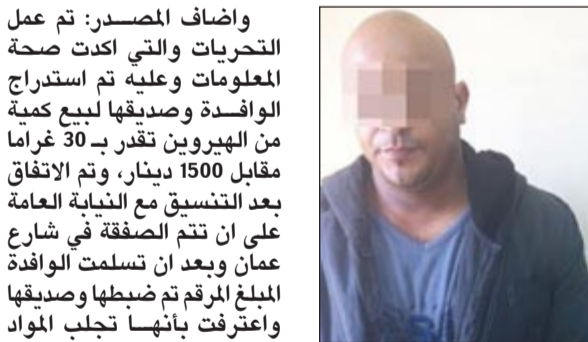 واضاف المصدر: تم عمل
التحريات والتي اكدت صحة
المعلومات وعليه تم استدراج
الوافدة وصديقها لبيع كمية
من الهيروين تقدر بـ 30 غراما
مقابل 1500 دينار، وتم الاتفاق
بعد التنسيق مع النيابة العامة
على ان تتم الصفقة في شارع
عمان وبعد ان تسلمت الوافدة
المبلغ المرقم تم ضبطها وصديقها
واعترفت بأنها تجلب المواد